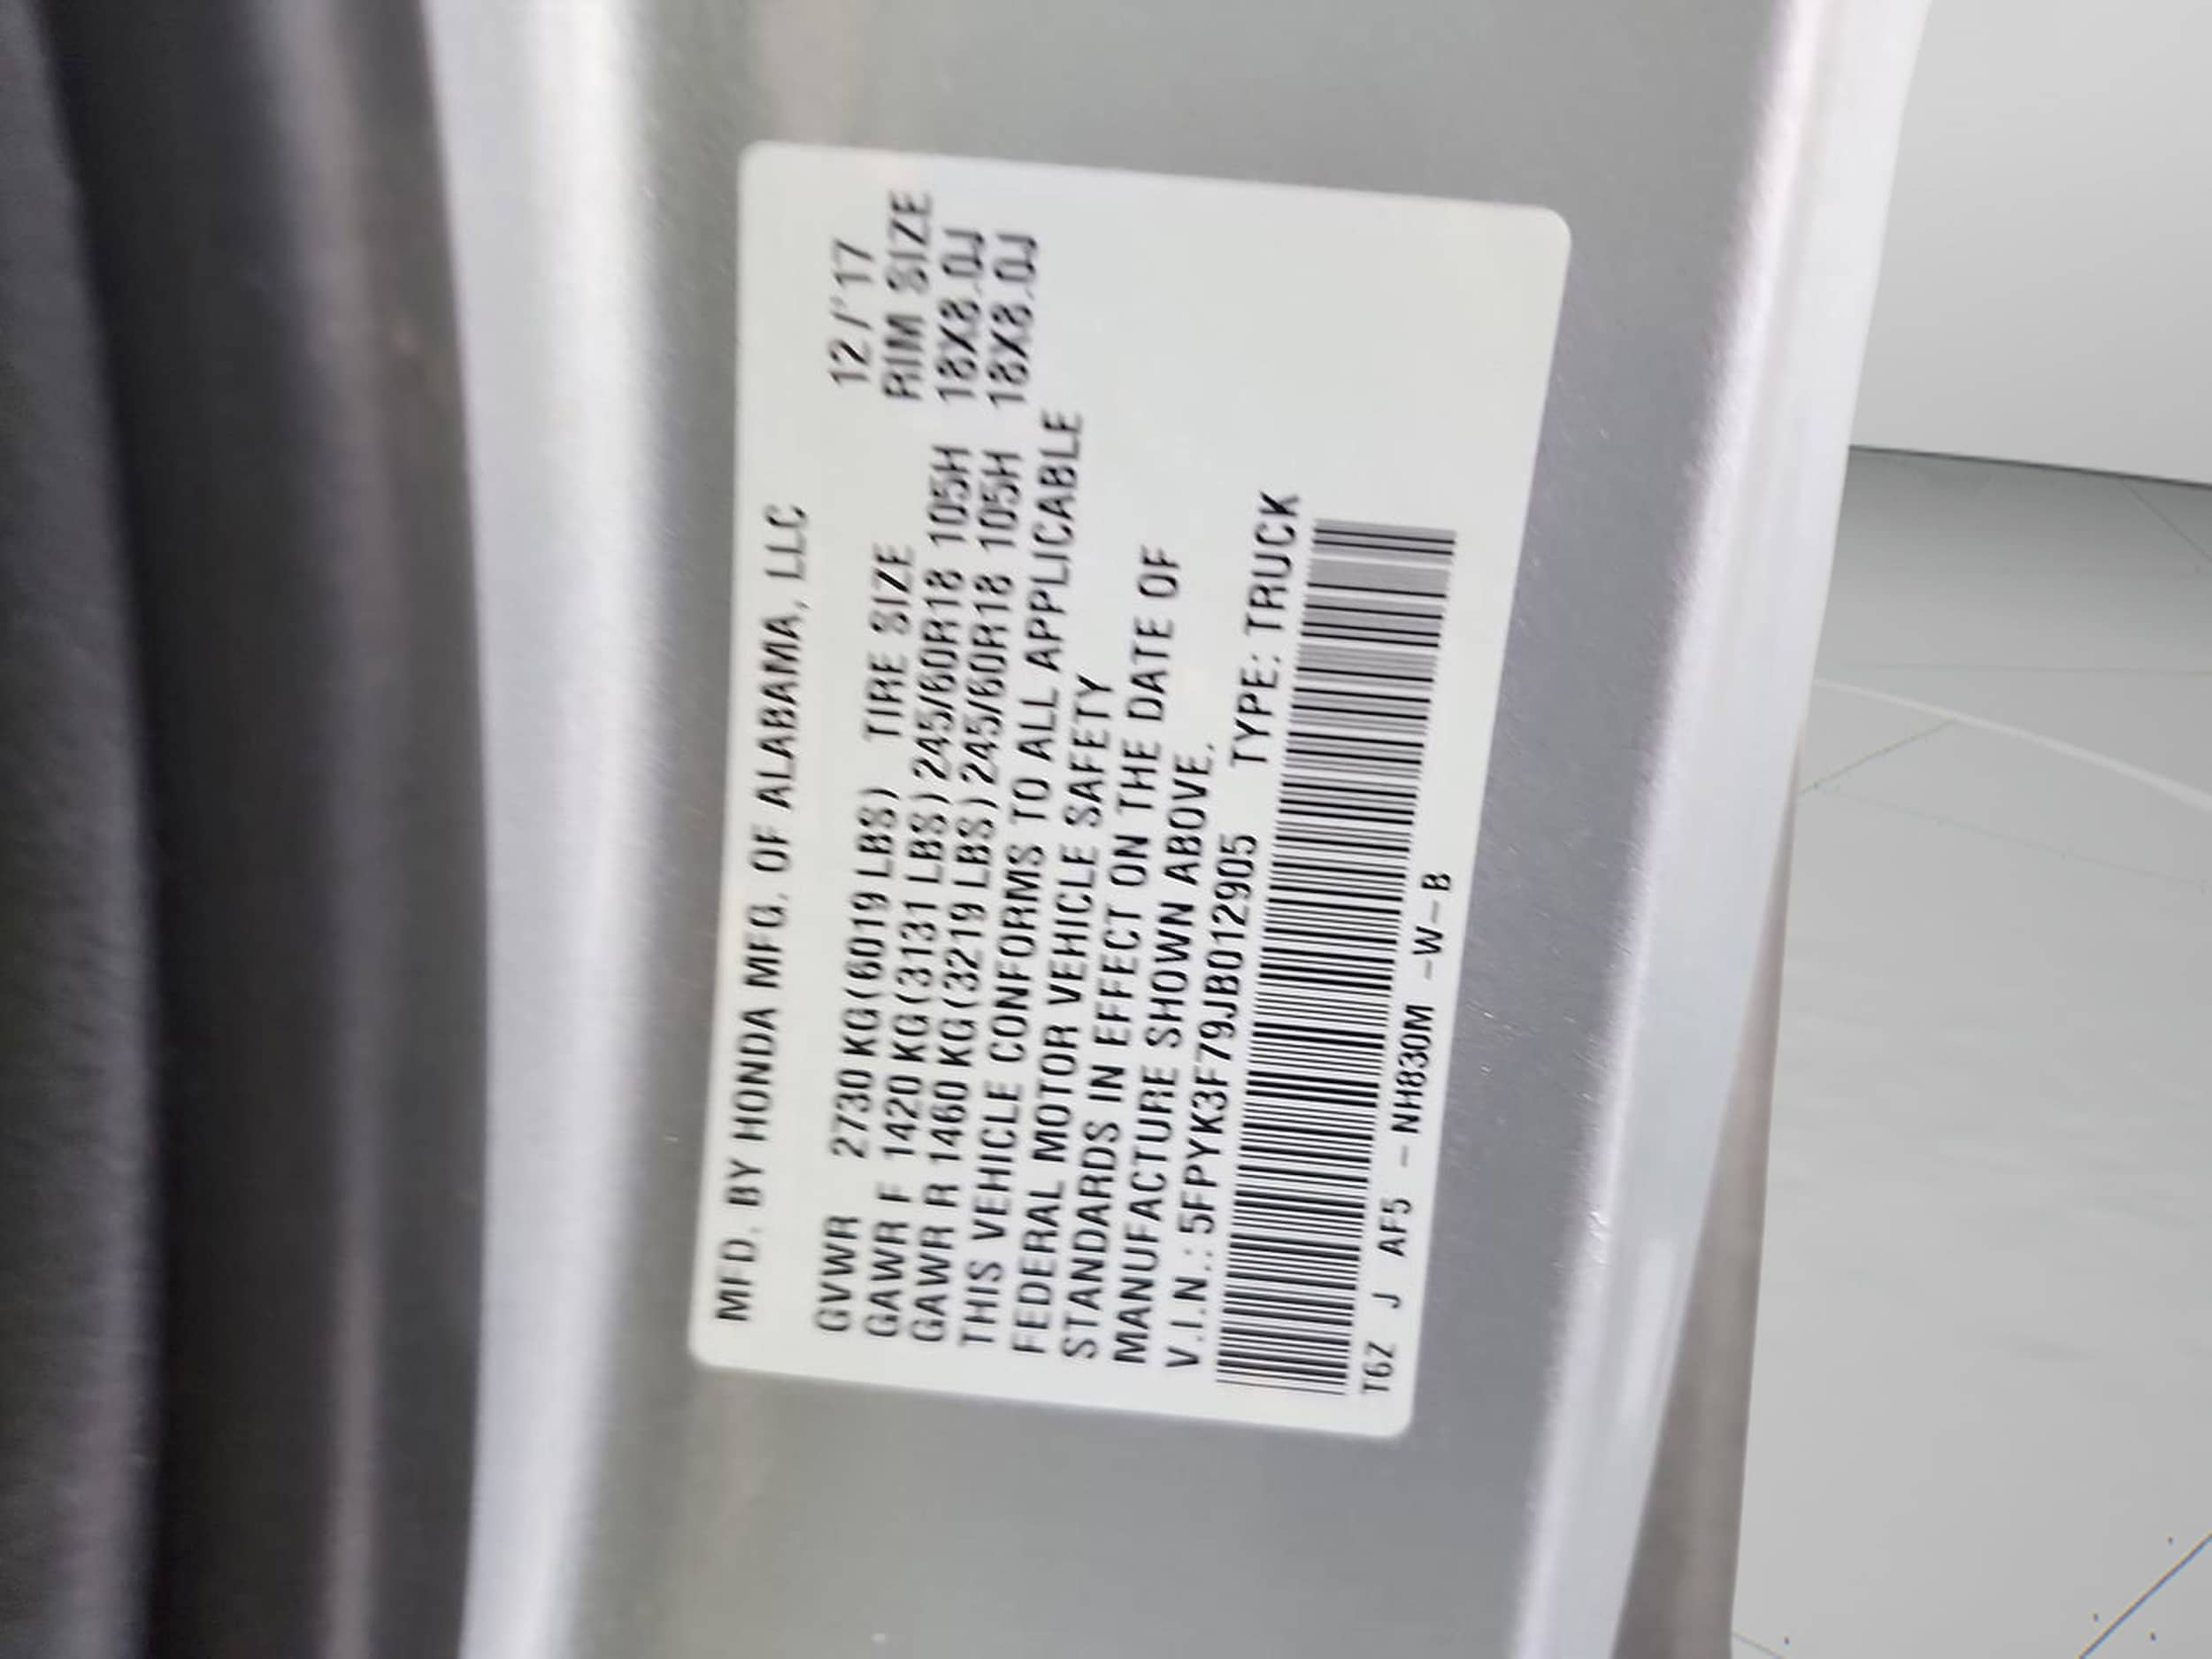 MFD. BY HONDA MFG. OF ALABAMA, LLC
12/'17
GVWR 2730 KG(6019 LBS) TIRE SIZE RIM SIZE
GAWR F 1420 KG(3131 LBS)245/60R18 105H 18X8.0J
GAWR R 1460 KG(3219 LBS)245/60R18 105H 18X8.0J
THIS VEHICLE CONFORMS TO ALL APPLICABLE
FEDERAL MOTOR VEHICLE SAFETY
STANDARDS IN EFFECT ON THE DATE OF
MANUFACTURE SHOWN ABOVE.
V.I.N.: 5FPYK3F79JB012905 TYPE: TRUCK
T6Z J AF5 - NH830M -W-B